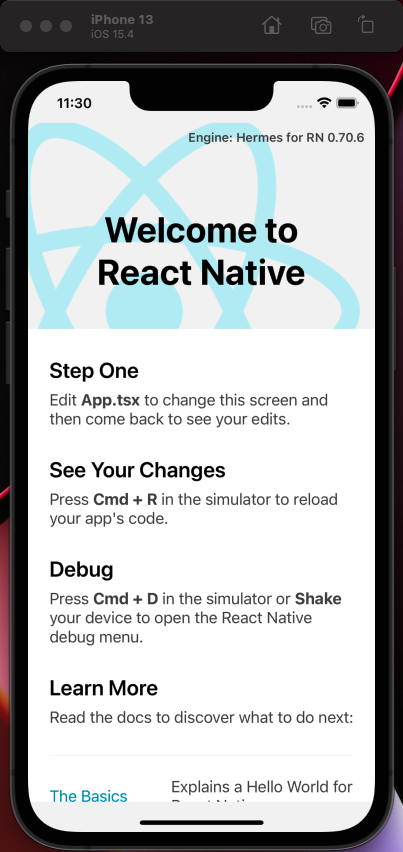 iPhone 13
iOS 15.4
11:30
Engine: Hermes for RN 0.70.6
Welcome to
React Native
Step One
Edit App.tsx to change this screen and
then come back to see your edits.
See Your Changes
Press Cmd + R in the simulator to reload
your app's code.
Debug
Press Cmd + D in the simulator or Shake
your device to open the React Native
debug menu.
Learn More
Read the docs to discover what to do next:
The Basics
Explains a Hello World for